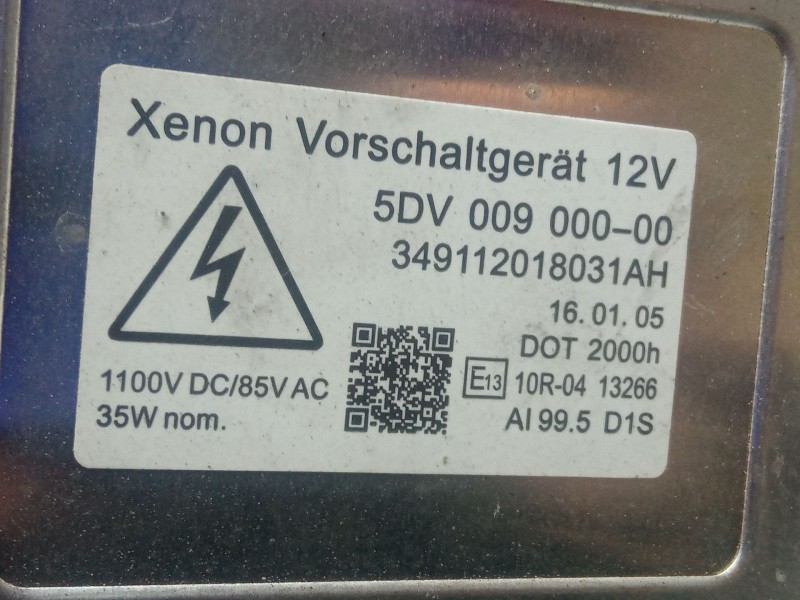 Xenon Vorschaltgerät 12V
5DV 009 000-00
349112018031AH
16. 01. 05
DOT 2000h
1100V DC/85V AC
E13 10R-04 13266
35W nom.
Al 99.5 D1S